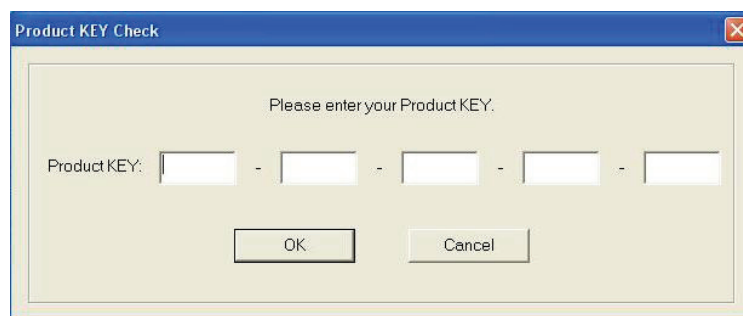 Product KEY Check
Please enter your Product KEY.
Product KEY: - - - -
OK Cancel